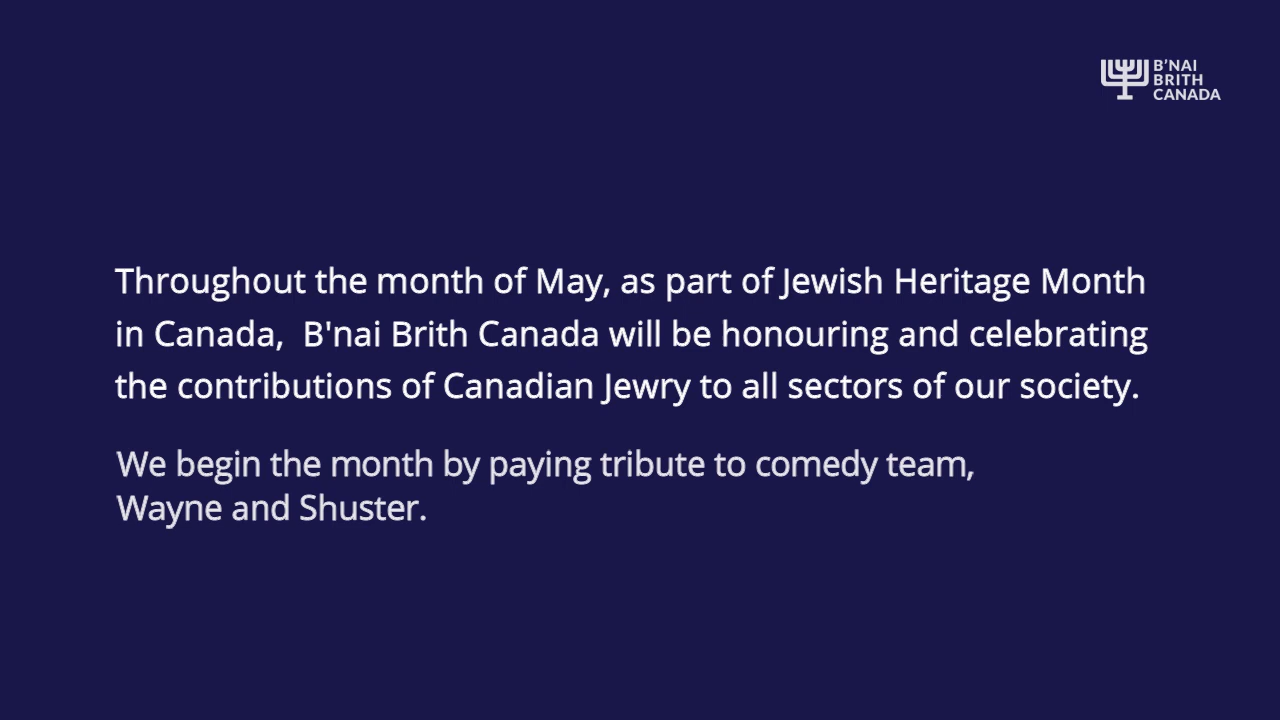 B'NAI
BRITH
CANADA
Throughout the month of May, as part of Jewish Heritage Month
in Canada,  B'nai Brith Canada will be honouring and celebrating
the contributions of Canadian Jewry to all sectors of our society.
We begin the month by paying tribute to comedy team,
Wayne and Shuster.